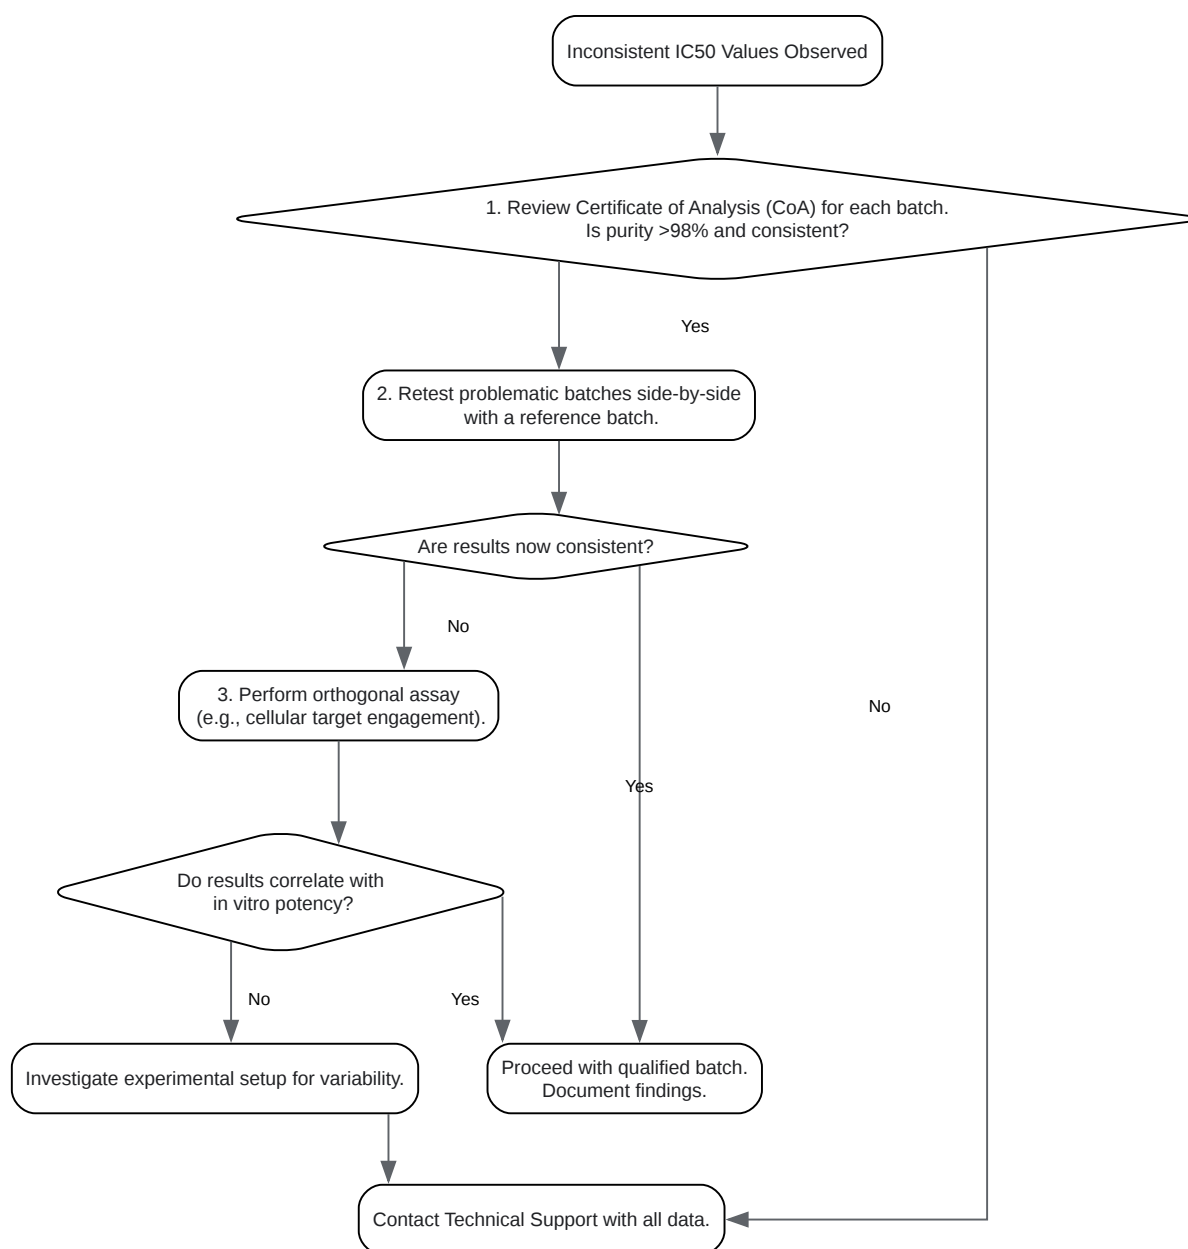 Inconsistent IC50 Values Observed
1. Review Certificate of Analysis (CoA) for each batch.
Is purity >98% and consistent?
Yes
2. Retest problematic batches side-by-side
with a reference batch.
Are results now consistent?
No
3. Perform orthogonal assay
(e.g., cellular target engagement).
No
Yes
Do results correlate with
in vitro potency?
No
Yes
Investigate experimental setup for variability.
Proceed with qualified batch.
Document findings.
Contact Technical Support with all data.